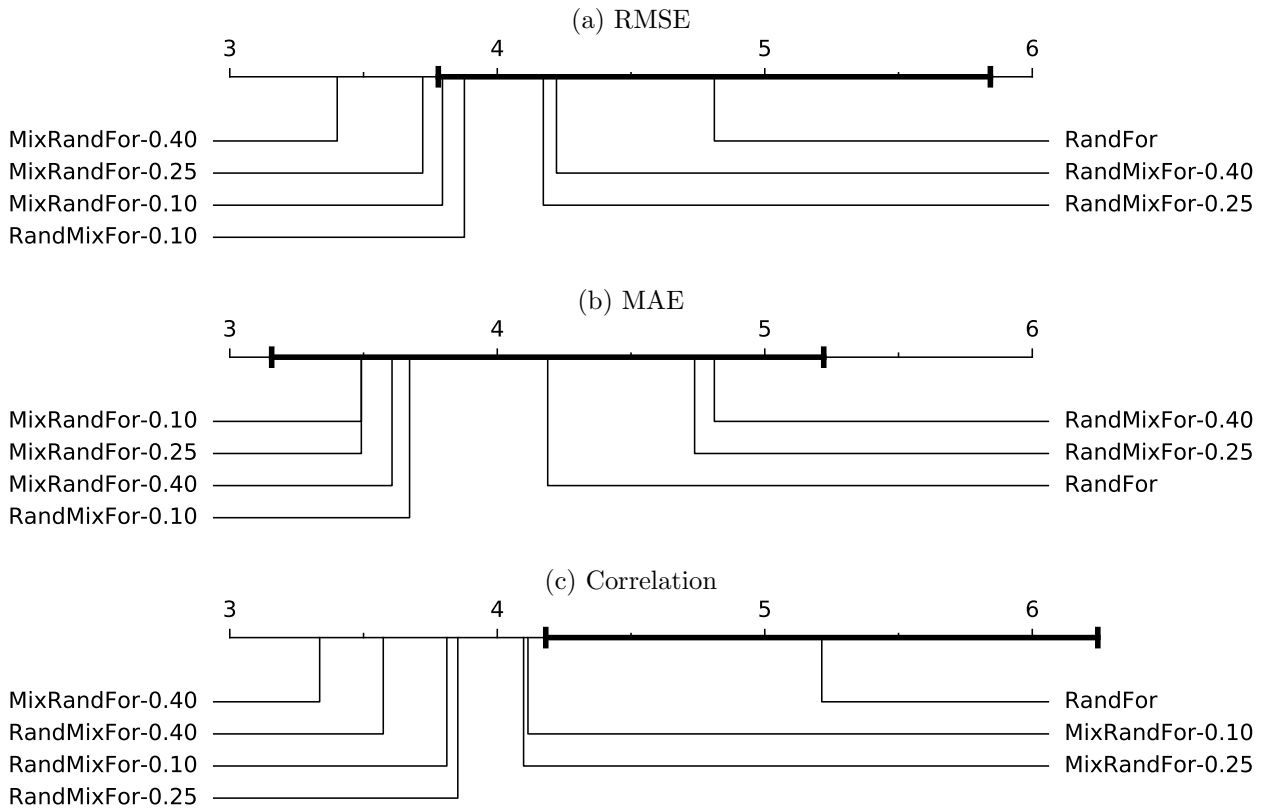 (a) RMSE
3 4 5 6
MixRandFor-0.40 RandFor
MixRandFor-0.25 RandMixFor-0.40
MixRandFor-0.10 RandMixFor-0.25
RandMixFor-0.10
(b) MAE
3 4 5 6
MixRandFor-0.10 RandMixFor-0.40
MixRandFor-0.25 RandMixFor-0.25
MixRandFor-0.40 RandFor
RandMixFor-0.10
(c) Correlation
3 4 5 6
MixRandFor-0.40 RandFor
RandMixFor-0.40 MixRandFor-0.10
RandMixFor-0.10 MixRandFor-0.25
RandMixFor-0.25